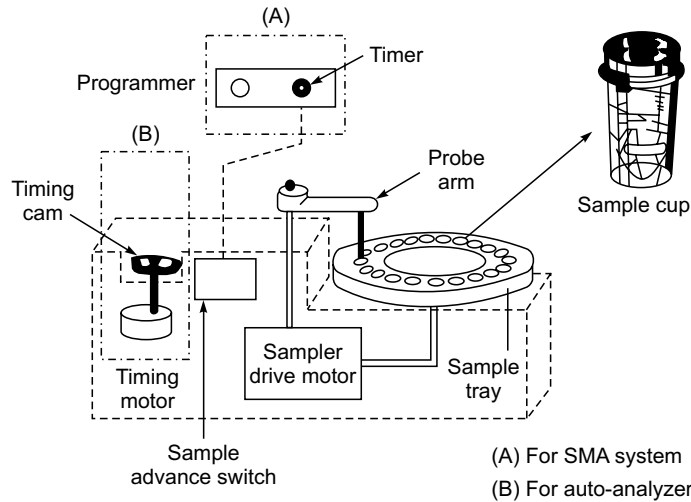 (A)
Timer
Programmer
(B)
Probe
arm
Timing
cam
Sample cup
Sampler
drive motor
Sample
tray
Timing
motor
Sample
advance switch
(A) For SMA system
(B) For auto-analyzer